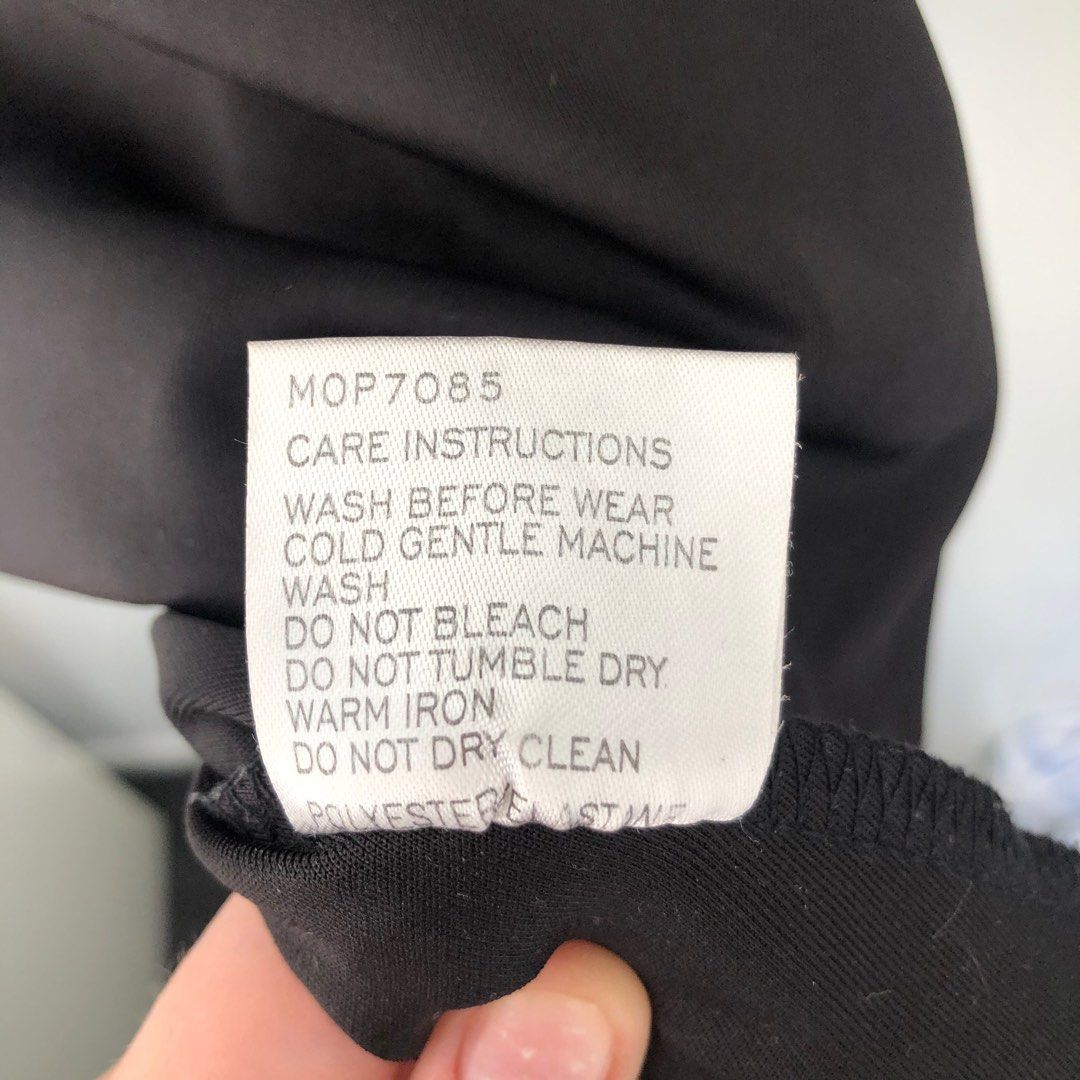 MOP7085
CARE INSTRUCTIONS
WASH BEFORE WEAR
COLD GENTLE MACHINE
WASH
DO NOT BLEACH
DO NOT TUMBLE DRY
WARM IRON
DO NOT DRY CLEAN
POLYESTER